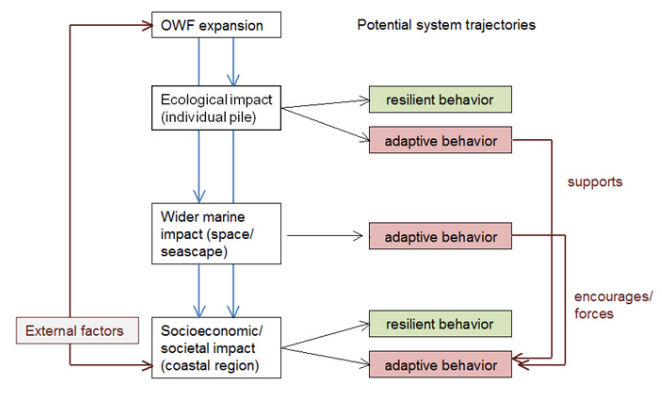 OWF expansion
Potential system trajectories
Ecological impact
(individual pile)
resilient behavior
adaptive behavior
supports
Wider marine
impact (space/
seascape)
adaptive behavior
encourages/
forces
External factors
Socioeconomic/
societal impact
(coastal region)
resilient behavior
adaptive behavior